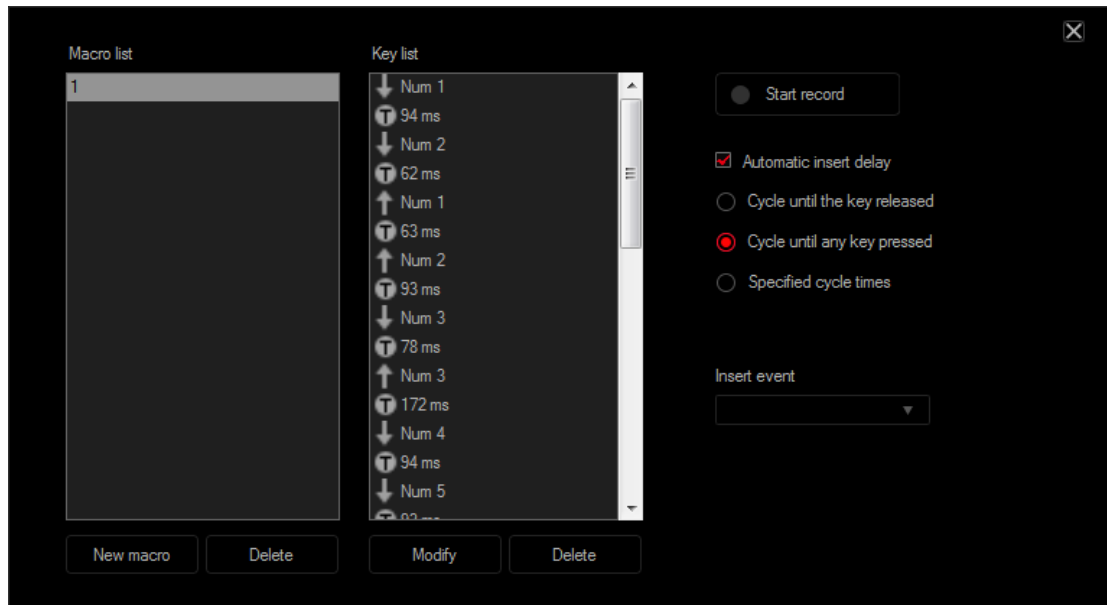 Macro list
1
New macro
Delete
Key list
Num 1
94 ms
Num 2
62 ms
Num 1
63 ms
Num 2
93 ms
Num 3
78 ms
Num 3
172 ms
Num 4
94 ms
Num 5
Modify
Delete
Start record
Automatic insert delay
Cycle until the key released
Cycle until any key pressed
Specified cycle times
Insert event